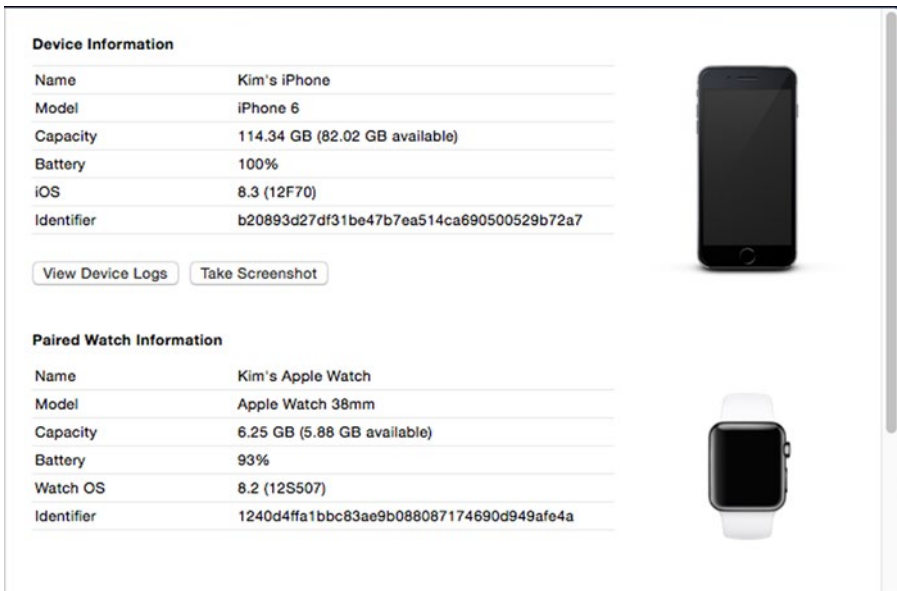 Device Information
Name Kim's iPhone
Model iPhone 6
Capacity 114.34 GB (82.02 GB available)
Battery 100%
iOS 8.3 (12F70)
Identifier b20893d27df31be47b7ea514ca690500529b72a7
View Device Logs Take Screenshot
Paired Watch Information
Name Kim's Apple Watch
Model Apple Watch 38mm
Capacity 6.25 GB (5.88 GB available)
Battery 93%
Watch OS 8.2 (12S507)
Identifier 1240d4ffa1bbc83ae9b088087174690d949afe4a